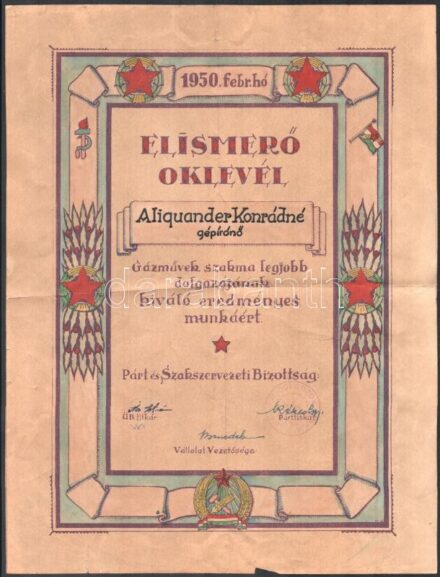 1950. febr. hó
ELISMERŐ
OKLEVÉL
Aliquander Konrádné
gépírónő
Gázművek szakma legjobb
dolgozójának
kiváló eredményes
munkáért.
Párt és Szakszervezeti Bizottság:
ÜB. titkár
Párttitkár
Benedek
Vállalat Vezetősége